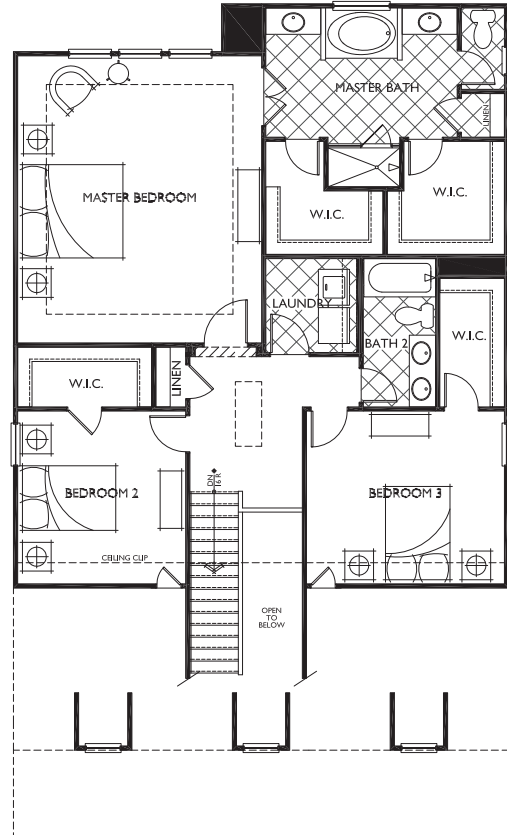 MASTER BATH
LINEN
MASTER BEDROOM
W.I.C.
W.I.C.
LAUNDRY
BATH 2
W.I.C.
W.I.C.
LINEN
DN
16 R
BEDROOM 2
BEDROOM 3
CEILING CLIP
OPEN
TO
BELOW